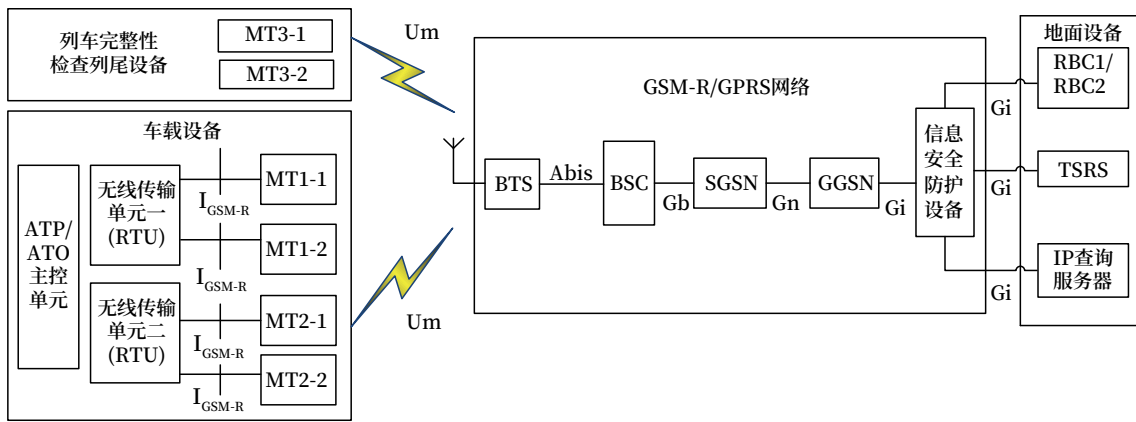 列车完整性
检查列尾设备
MT3-1
MT3-2
Um
车载设备
ATP/
ATO
主控
单元
无线传输
单元一
(RTU)
I_GSM-R
MT1-1
I_GSM-R
MT1-2
无线传输
单元二
(RTU)
I_GSM-R
MT2-1
I_GSM-R
MT2-2
Um
GSM-R/GPRS网络
BTS
Abis
BSC
Gb
SGSN
Gn
GGSN
Gi
信息
安全
防护
设备
Gi
Gi
Gi
地面设备
RBC1/
RBC2
TSRS
IP查询
服务器